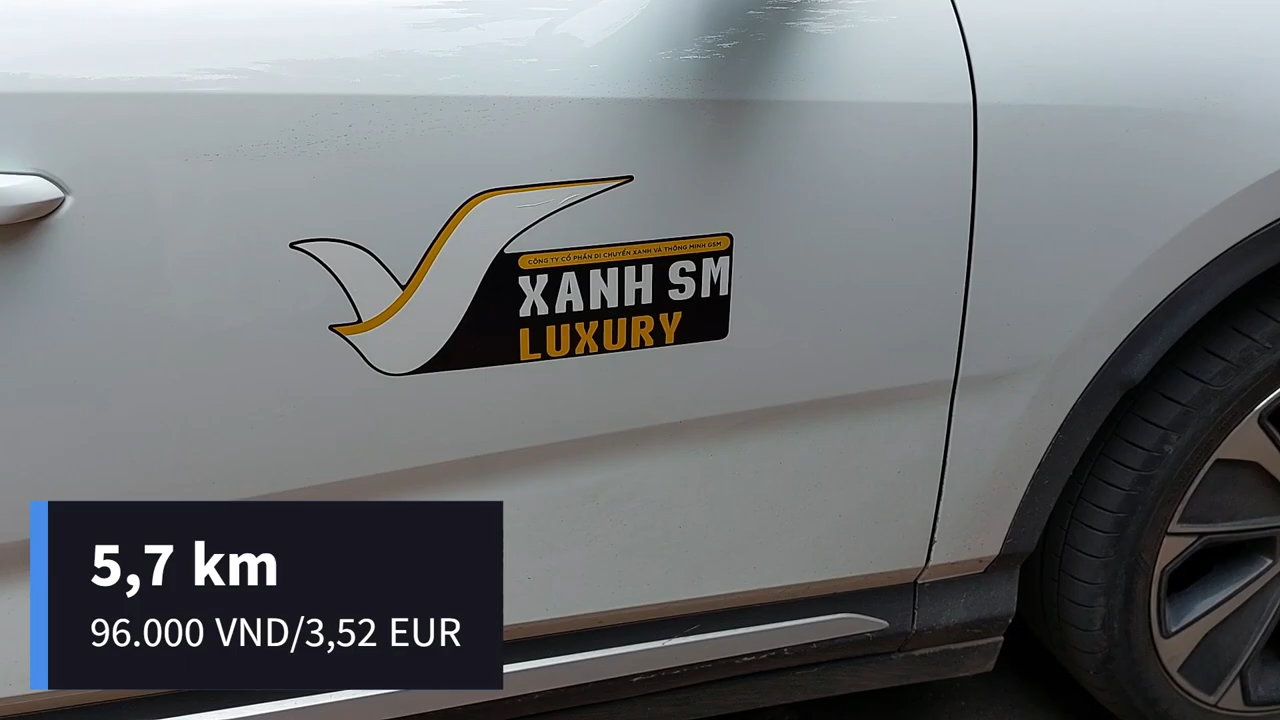 CÔNG TY CỔ PHẦN DI CHUYỂN XANH VÀ THÔNG MINH GSM
XANH SM
LUXURY
5,7 km
96.000 VND/3,52 EUR